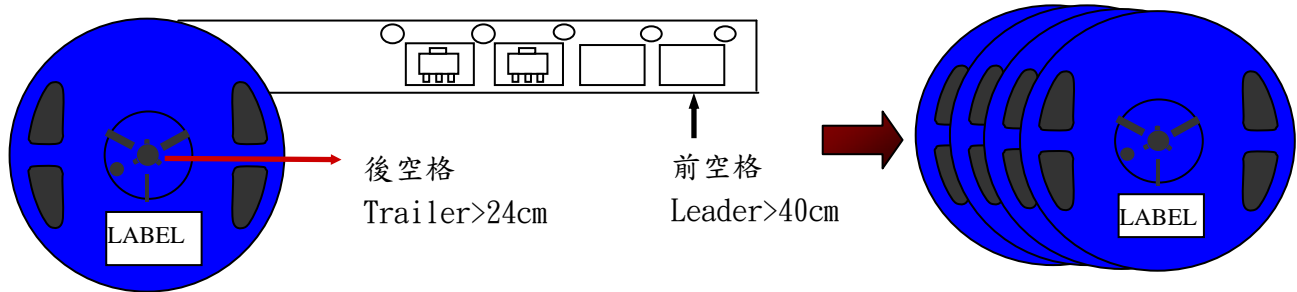 後空格
Trailer>24cm
前空格
Leader>40cm
LABEL
LABEL